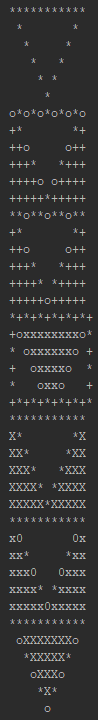 ***********
 *       *
  *     *
   *   *
    * *
     *
o*o*o*o*o*o
+*       *+
++o     o++
+++*   *+++
++++o o++++
+++++*+++++
**o**o**o**
+*       *+
++o     o++
+++*   *+++
++++* *++++
+++++o+++++
*+*+*+*+*+*+
+oxxxxxxxxo*
* oxxxxxxo +
+  oxxxxo  *
*   oxxo   +
+*+*+*+*+*+*
***********
X*       *X
XX*     *XX
XXX*   *XXX
XXXX* *XXXX
XXXXX*XXXXX
***********
x0       0x
xx*     *xx
xxx0   0xxx
xxxx* *xxxx
xxxxx0xxxxx
***********
 oXXXXXXXo
  *XXXXX*
   oXXXo
    *X*
     o